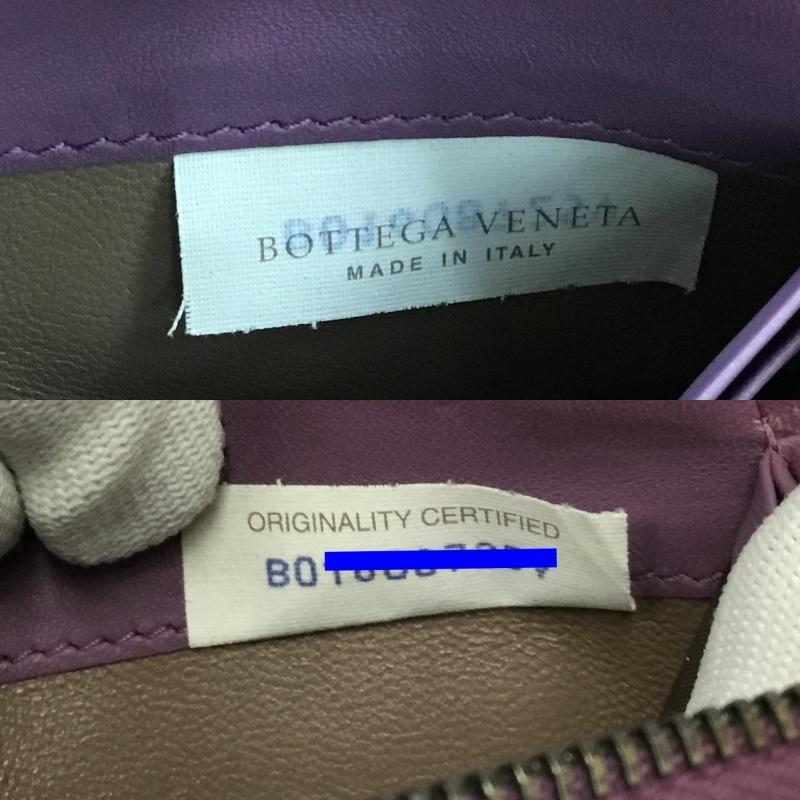 BOTTEGA VENETA
MADE IN ITALY
ORIGINALITY CERTIFIED